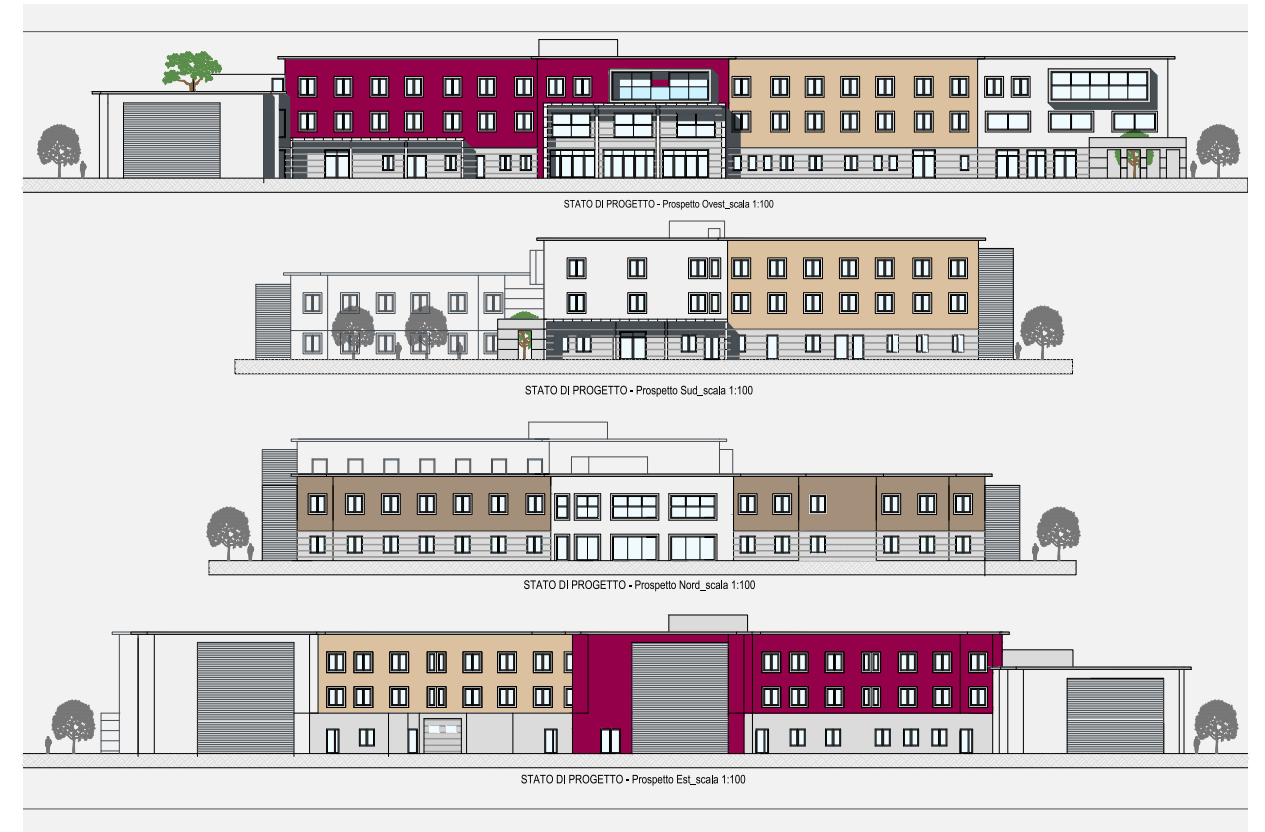 STATO DI PROGETTO - Prospetto Ovest_scala 1:100
STATO DI PROGETTO - Prospetto Sud_scala 1:100
STATO DI PROGETTO - Prospetto Nord_scala 1:100
STATO DI PROGETTO - Prospetto Est_scala 1:100